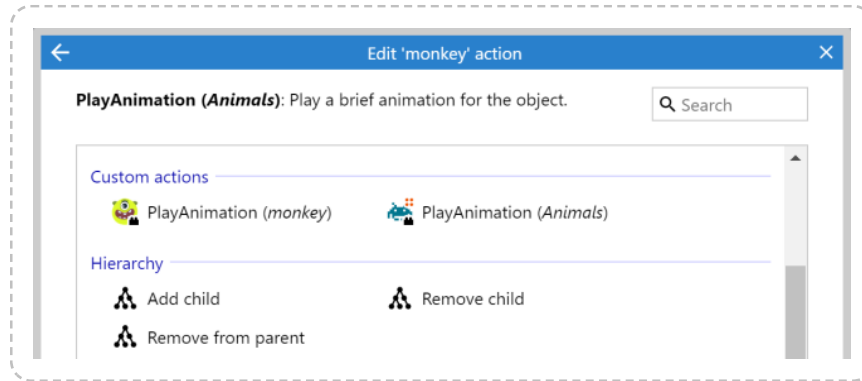 Edit 'monkey' action
PlayAnimation (Animals): Play a brief animation for the object.
Search
Custom actions
PlayAnimation (monkey)
PlayAnimation (Animals)
Hierarchy
Add child
Remove child
Remove from parent